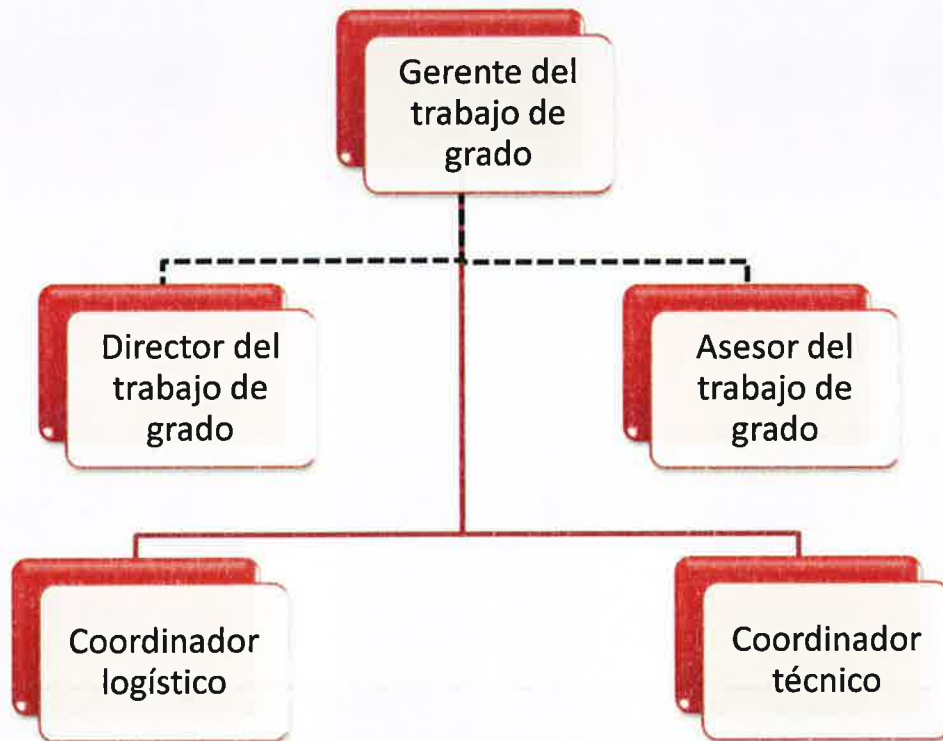 Gerente del
trabajo de
grado
Director del
trabajo de
grado
Asesor del
trabajo de
grado
Coordinador
logístico
Coordinador
técnico